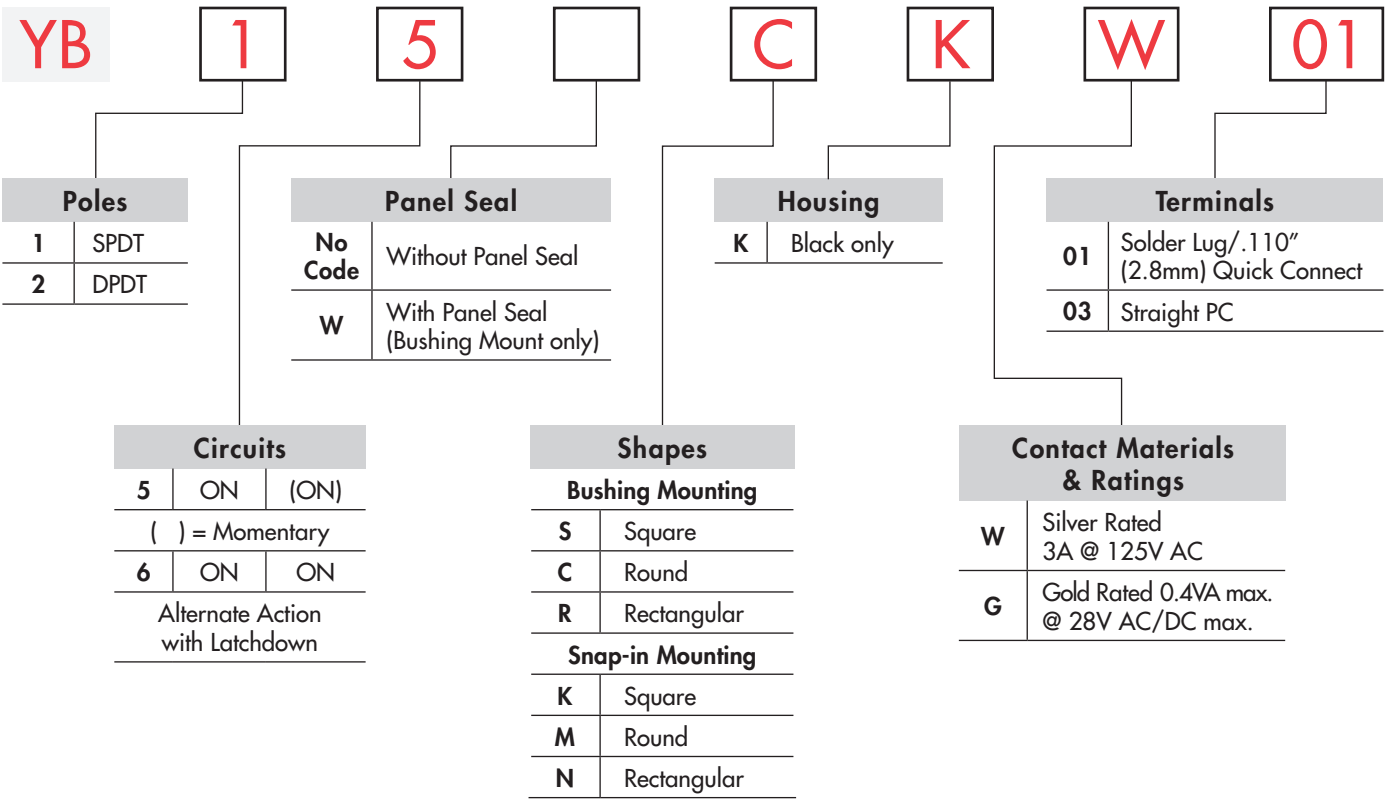 YB 1 5 C K W 01
Poles
1 SPDT
2 DPDT
Panel Seal
No
Code Without Panel Seal
W With Panel Seal
(Bushing Mount only)
Housing
K Black only
Terminals
01 Solder Lug/.110”
(2.8mm) Quick Connect
03 Straight PC
Circuits
5 ON (ON)
( ) = Momentary
6 ON ON
Alternate Action
with Latchdown
Shapes
Bushing Mounting
S Square
C Round
R Rectangular
Snap-in Mounting
K Square
M Round
N Rectangular
Contact Materials
& Ratings
W Silver Rated
3A @ 125V AC
G Gold Rated 0.4VA max.
@ 28V AC/DC max.